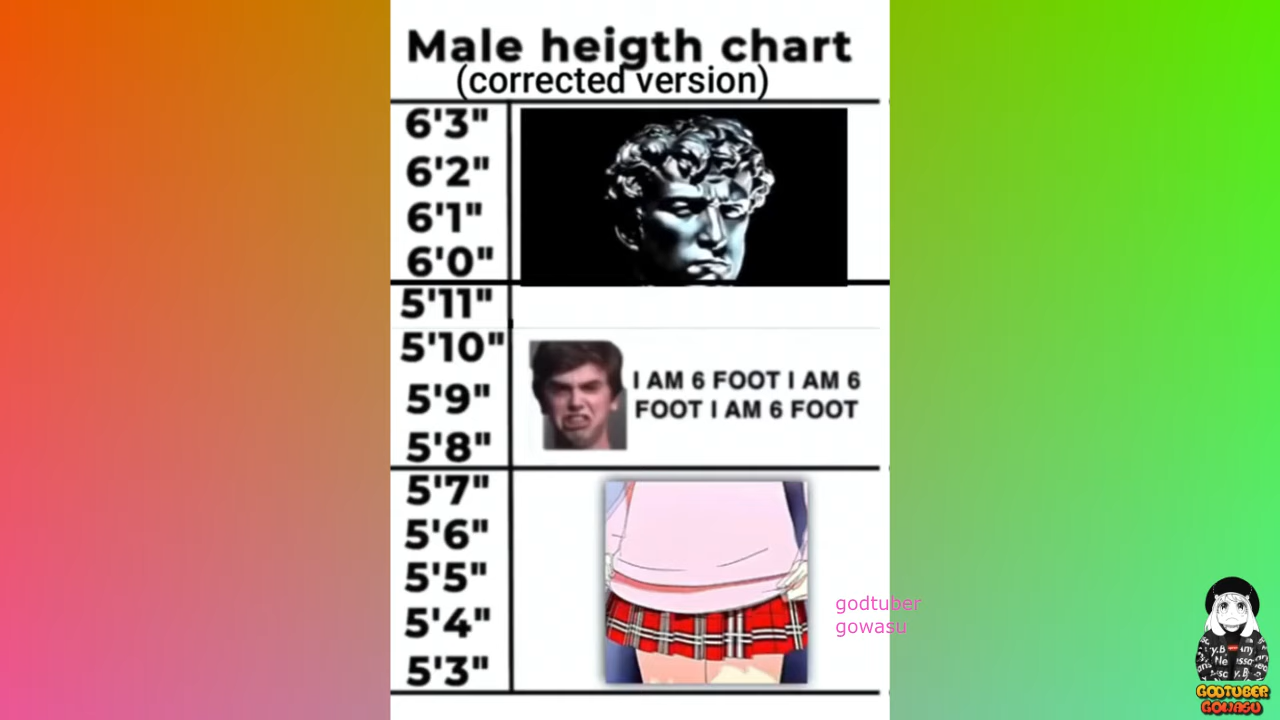 Male heigth chart
(corrected version)
6'3"
6'2"
6'1"
6'0"
5'11"
5'10"
5'9"
5'8"
I AM 6 FOOT I AM 6
FOOT I AM 6 FOOT
5'7"
5'6"
5'5"
5'4"
5'3"
godtuber
gowasu
GODTUBER
GOWASU